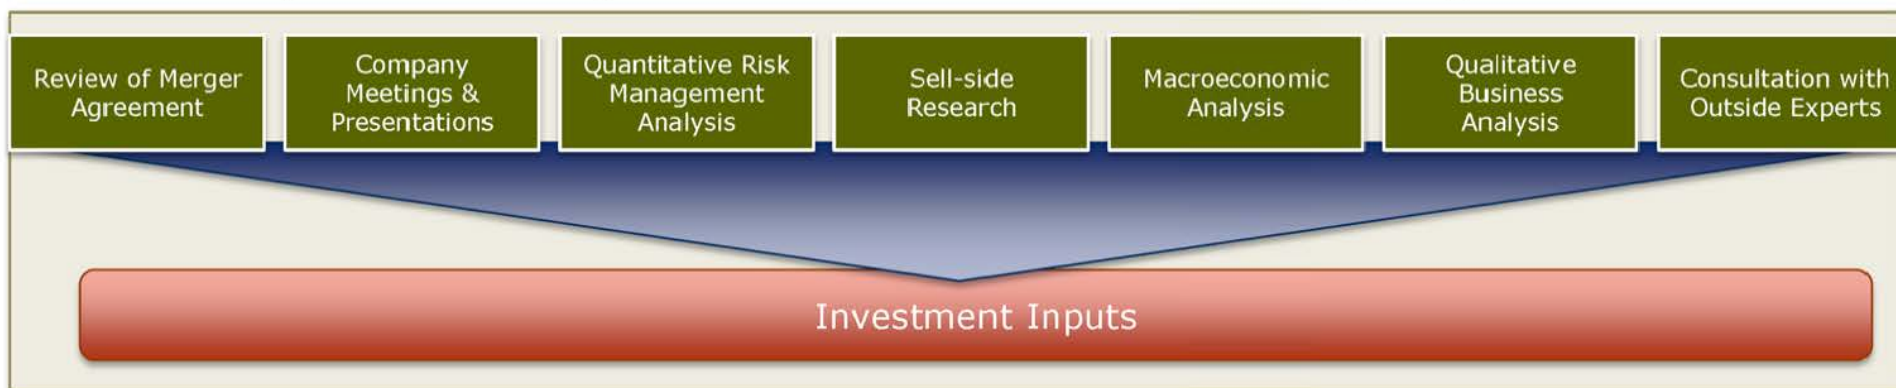 Review of Merger
Agreement
Company
Meetings &
Presentations
Quantitative Risk
Management
Analysis
Sell-side
Research
Macroeconomic
Analysis
Qualitative
Business
Analysis
Consultation with
Outside Experts
Investment Inputs